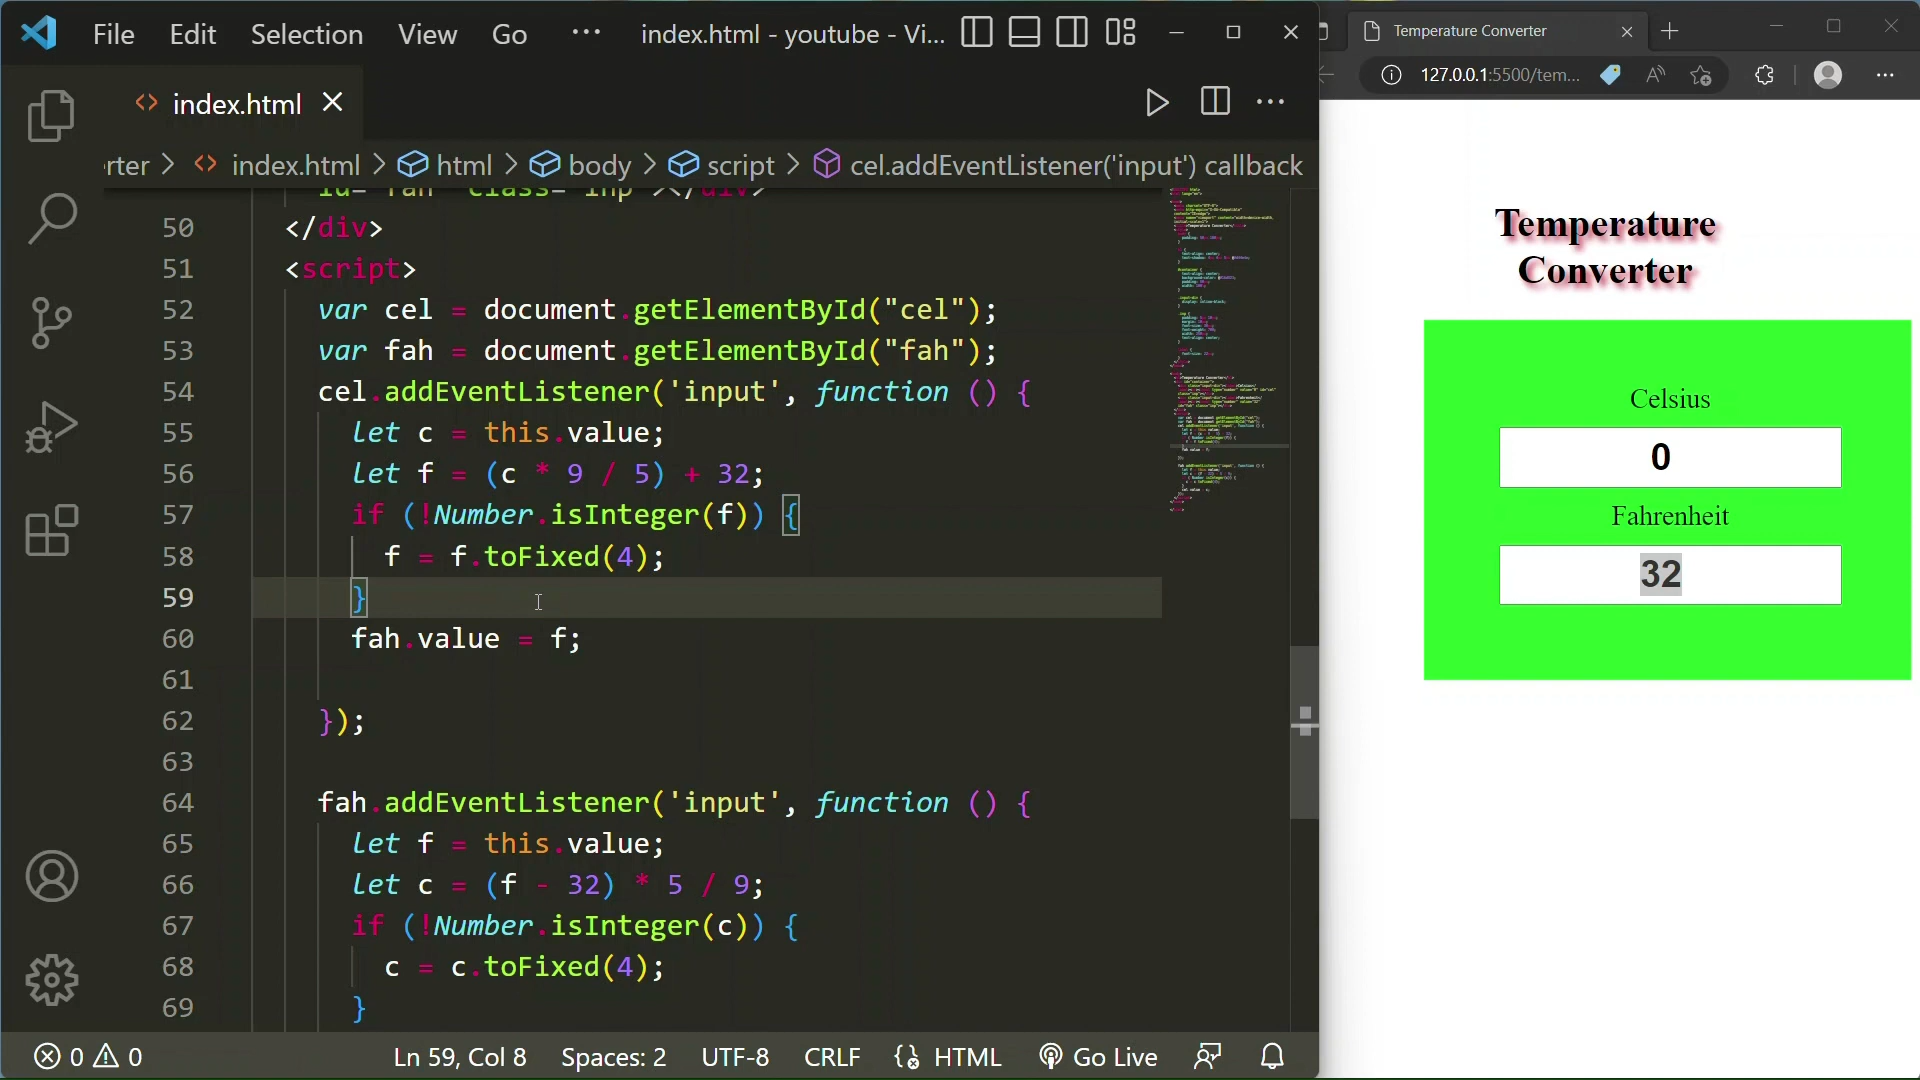 File Edit Selection View Go ··· index.html - youtube - Vi...
index.html
rter > index.html > html > body > script > cel.addEventListener('input') callback
id="fah" class="inp"></div>
50 </div>
51 <script>
52 var cel = document.getElementById("cel");
53 var fah = document.getElementById("fah");
54 cel.addEventListener('input', function () {
55 let c = this.value;
56 let f = (c * 9 / 5) + 32;
57 if (!Number.isInteger(f)) {
58 f = f.toFixed(4);
59 }
60 fah.value = f;
61
62 });
63
64 fah.addEventListener('input', function () {
65 let f = this.value;
66 let c = (f - 32) * 5 / 9;
67 if (!Number.isInteger(c)) {
68 c = c.toFixed(4);
69 }
0 0 Ln 59, Col 8 Spaces: 2 UTF-8 CRLF HTML Go Live
Temperature Converter
127.0.0.1:5500/tem...
Temperature
Converter
Celsius
0
Fahrenheit
32